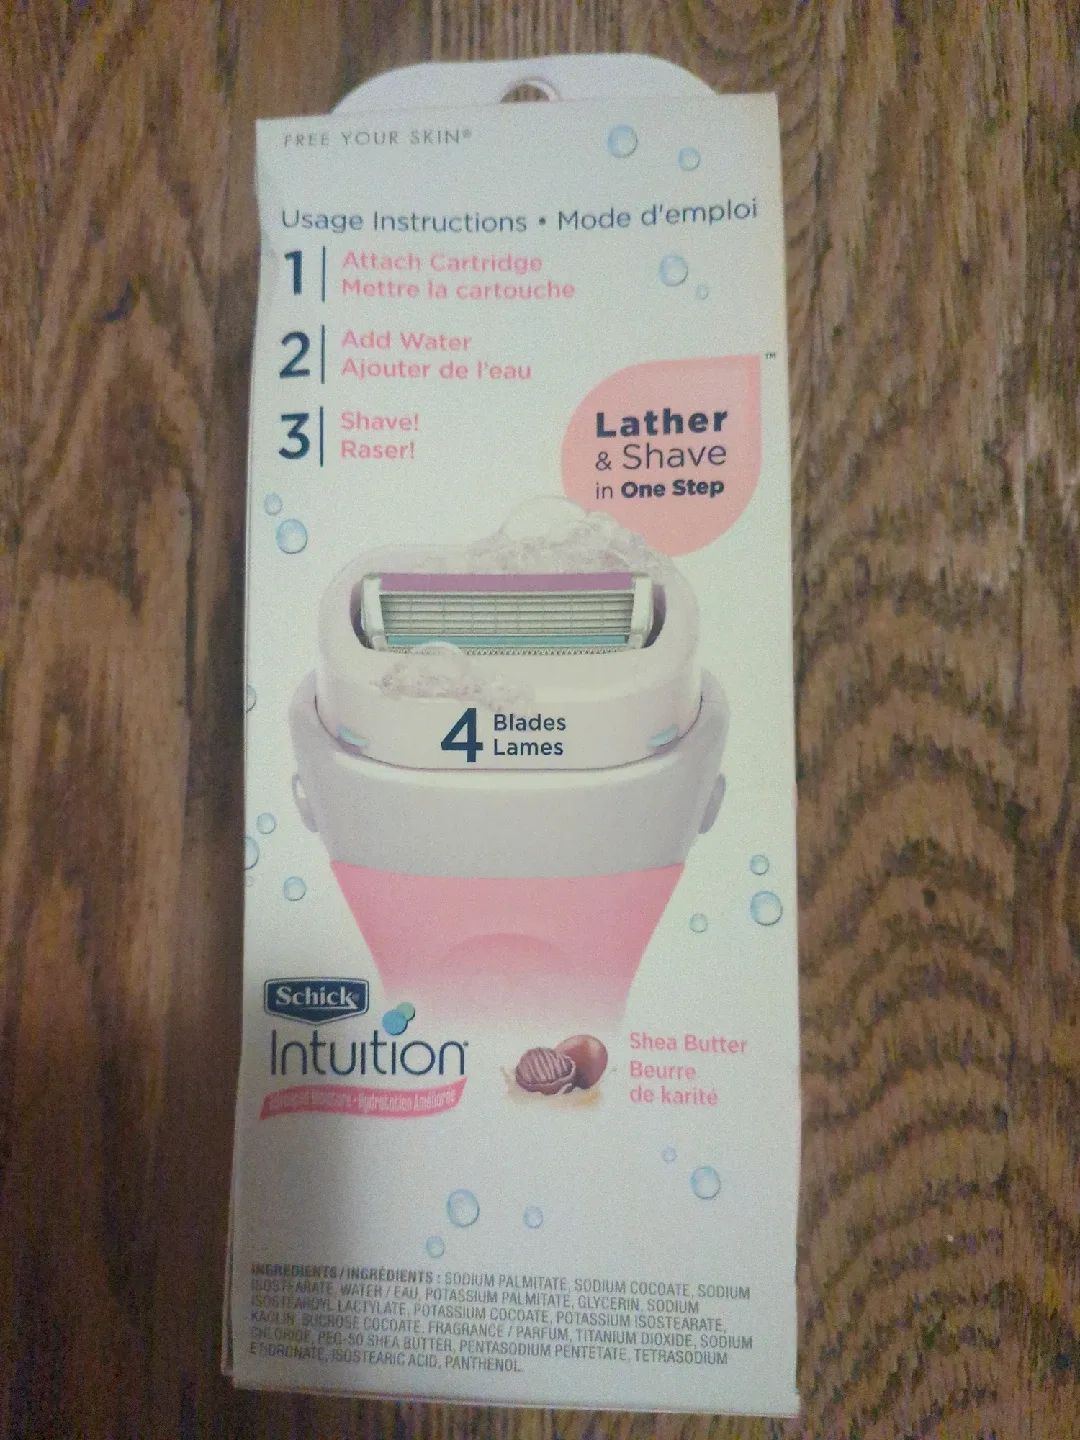 FREE YOUR SKIN®
Usage Instructions • Mode d'emploi
1 Attach Cartridge
Mettre la cartouche
2 Add Water
Ajouter de l'eau
3 Shave!
Raser!
™
Lather
& Shave
in One Step
4 Blades
Lames
Schick®
Intuition®
Hydratation Améliorée
Shea Butter
Beurre
de karité
INGREDIENTS / INGRÉDIENTS : SODIUM PALMITATE, SODIUM COCOATE, SODIUM
ISOSTEARATE, WATER / EAU, POTASSIUM PALMITATE, GLYCERIN, SODIUM
ISOSTEAROYL LACTYLATE, POTASSIUM COCOATE, POTASSIUM ISOSTEARATE,
KAOLIN, SUCROSE COCOATE, FRAGRANCE / PARFUM, TITANIUM DIOXIDE, SODIUM
CHLORIDE, PEG-50 SHEA BUTTER, PENTASODIUM PENTETATE, TETRASODIUM
ETIDRONATE, ISOSTEARIC ACID, PANTHENOL.